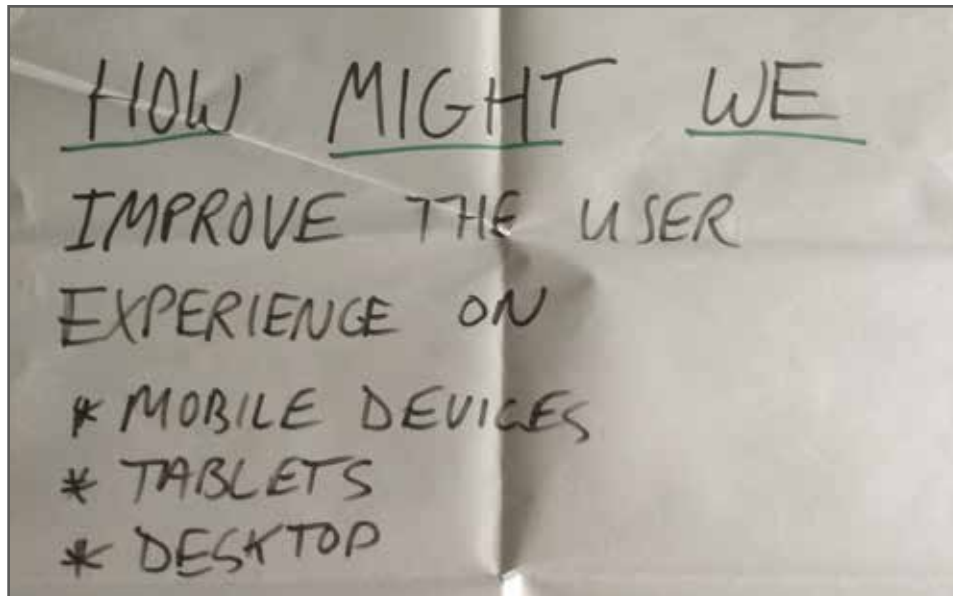 HOW MIGHT WE
IMPROVE THE USER
EXPERIENCE ON
* MOBILE DEVICES
* TABLETS
* DESKTOP